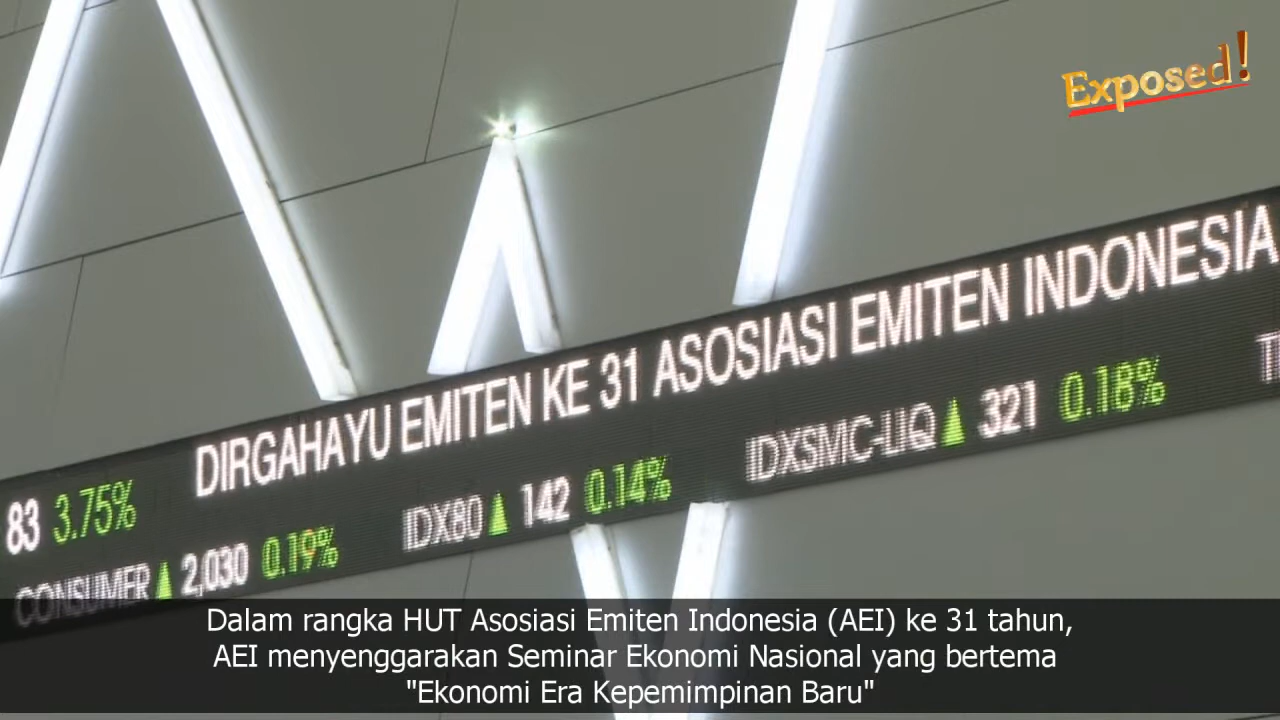 Exposed!
DIRGAHAYU EMITEN KE 31 ASOSIASI EMITEN INDONESIA
83 3.75%
CONSUMER ▲ 2,030 0.19% IDX80 ▲ 142 0.14% IDXSMC-LIQ ▲ 321 0.18%
Dalam rangka HUT Asosiasi Emiten Indonesia (AEI) ke 31 tahun,
AEI menyenggarakan Seminar Ekonomi Nasional yang bertema
"Ekonomi Era Kepemimpinan Baru"